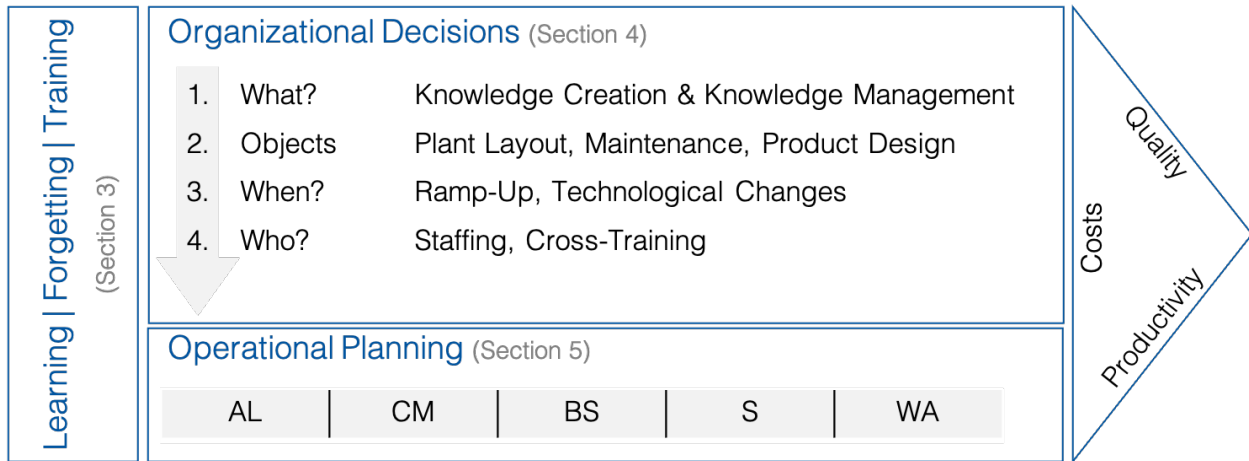 Learning | Forgetting | Training
(Section 3)
Organizational Decisions (Section 4)
1. What? Knowledge Creation & Knowledge Management
2. Objects Plant Layout, Maintenance, Product Design
3. When? Ramp-Up, Technological Changes
4. Who? Staffing, Cross-Training
Operational Planning (Section 5)
AL | CM | BS | S | WA
Quality
Costs
Productivity